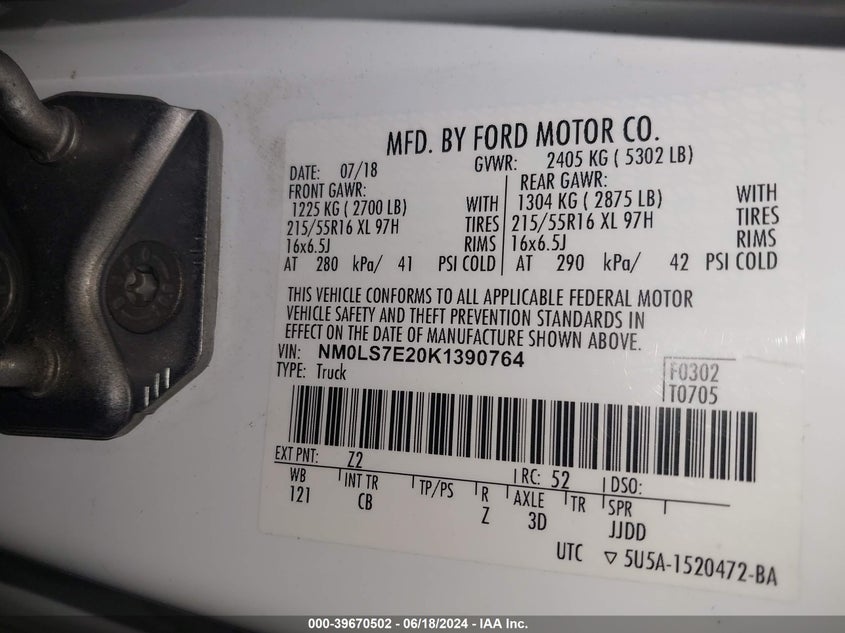 MFD. BY FORD MOTOR CO.
DATE: 07/18 GVWR: 2405 KG ( 5302 LB)
FRONT GAWR: REAR GAWR:
1225 KG ( 2700 LB) WITH 1304 KG ( 2875 LB) WITH
215/55R16 XL 97H TIRES 215/55R16 XL 97H TIRES
16x6.5J RIMS 16x6.5J RIMS
AT 280 kPa/ 41 PSI COLD AT 290 kPa/ 42 PSI COLD
THIS VEHICLE CONFORMS TO ALL APPLICABLE FEDERAL MOTOR
VEHICLE SAFETY AND THEFT PREVENTION STANDARDS IN
EFFECT ON THE DATE OF MANUFACTURE SHOWN ABOVE.
VIN: NM0LS7E20K1390764
TYPE: Truck
F0302
T0705
EXT PNT: Z2 RC: 52 DSO:
WB INT TR TP/PS R AXLE TR SPR
121 CB Z 3D JJDD
UTC ▽ 5U5A-1520472-BA
000-39670502 - 06/18/2024 - IAA Inc.